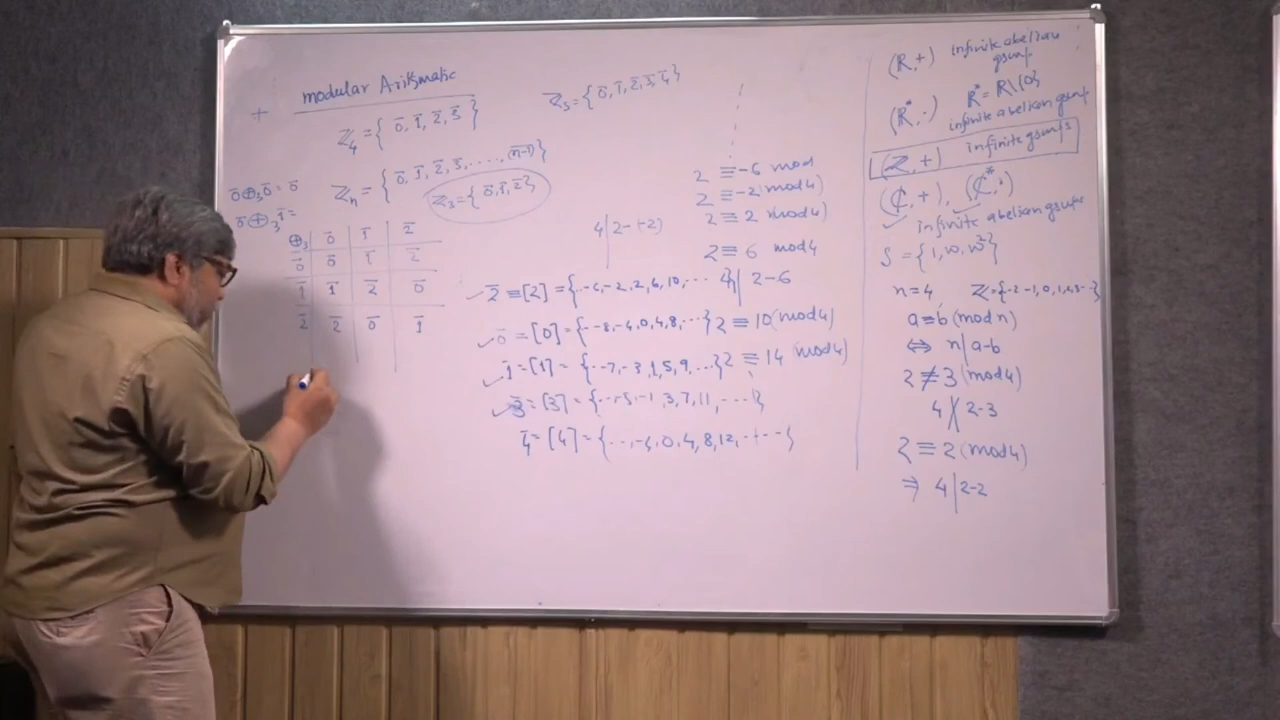 + modular Arithmatic
Z₄ = { 0̄, 1̄, 2̄, 3̄ }
Z₅ = { 0̄, 1̄, 2̄, 3̄, 4̄ }
Zₙ = { 0̄, 1̄, 2̄, 3̄, ....., (n-1)̄ }
Z₃ = { 0̄, 1̄, 2̄ }
0̄ ⊕₃ 0̄ = 0̄
0̄ ⊕₃ 1̄ =
⊕₃ | 0̄ | 1̄ | 2̄
0̄ | 0̄ | 1̄ | 2̄
1̄ | 1̄ | 2̄ | 0̄
2̄ | 2̄ | 0̄ | 1̄
2 ≡ -6 mod
2 ≡ -2 (mod 4)
2 ≡ 2 (mod 4)
4 | 2-(-2)
2 ≡ 6 mod 4
2̄ ≡ [2] = {..-6, -2, 2, 6, 10, ...
4 | 2-6
0̄ = [0] = {--8, -4, 0, 4, 8, ...}
2 ≡ 10 (mod 4)
1̄ = [1] = {..-7, -3, 1, 5, 9, ...}
2 ≡ 14 (mod 4)
3̄ = [3] = {..-5, -1, 3, 7, 11, ...}
4̄ = [4] = {..., 0, 4, 8, 12, ....}
(R, +) infinite abelian group
(R*, ·) R* = R\{0}
infinite abelian group
(Z, +) infinite groups
(C, +), (C*, ·)
infinite abelian groups
S = {1, w, w²}
n=4, Z = {-2 -1, 0, 1, 2, 3 --}
a≡b (mod n)
⇔ n | a-b
2 ≢ 3 (mod 4)
4 ∤ 2-3
2 ≡ 2 (mod 4)
⇒ 4 | 2-2